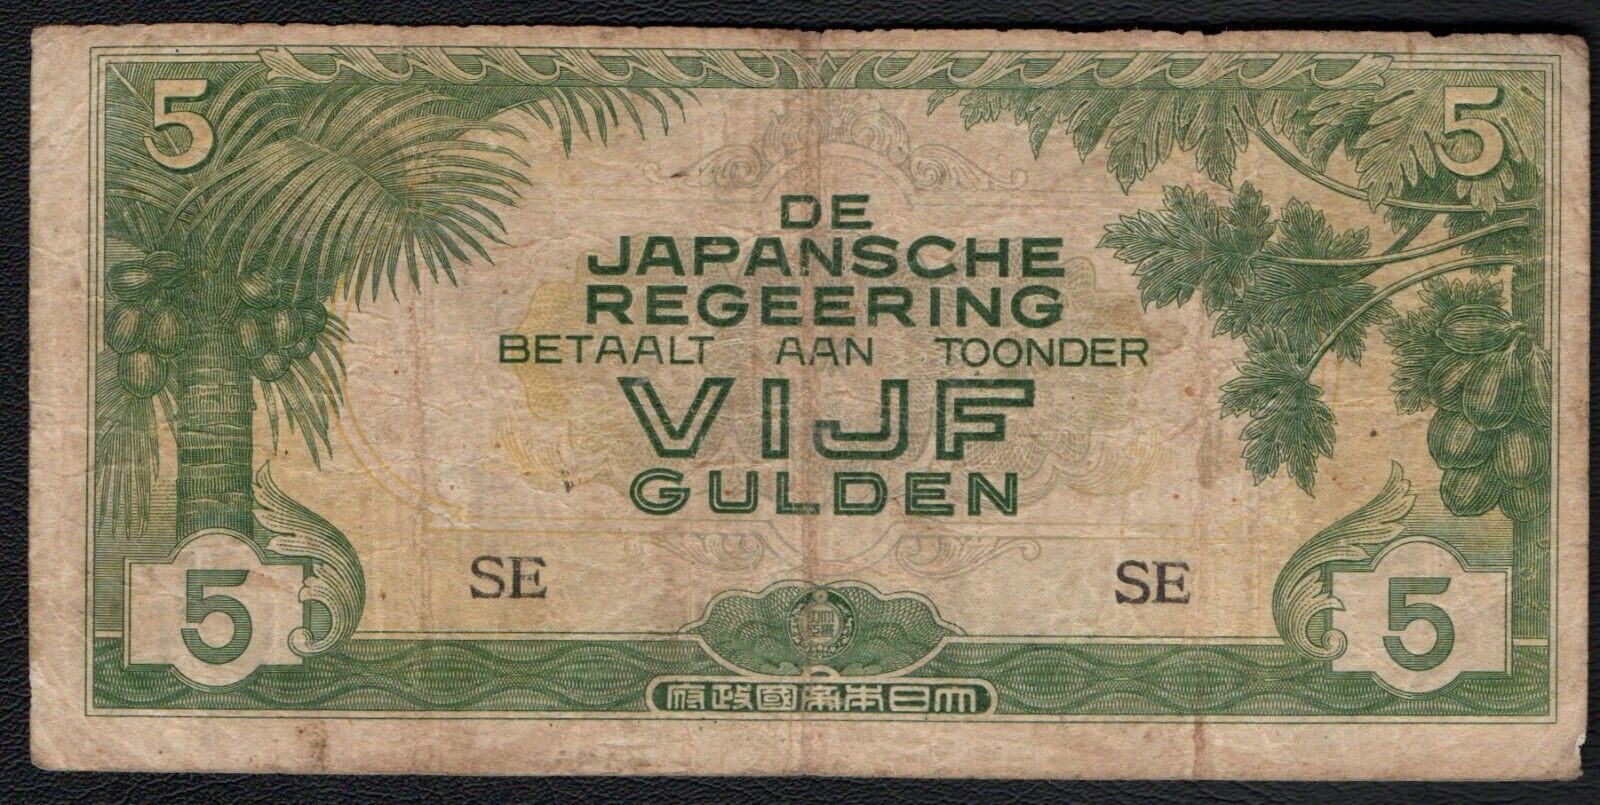 5 5
DE
JAPANSCHE
REGEERING
BETAALT AAN TOONDER
VIJF
GULDEN
SE SE
5 5
府政國帝本日大